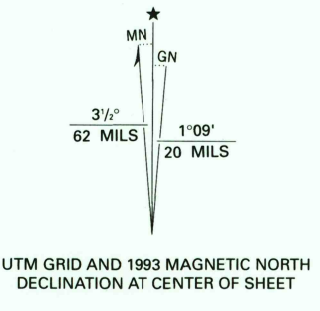 ★
MN
GN
3½°
62 MILS
1°09'
20 MILS
UTM GRID AND 1993 MAGNETIC NORTH
DECLINATION AT CENTER OF SHEET